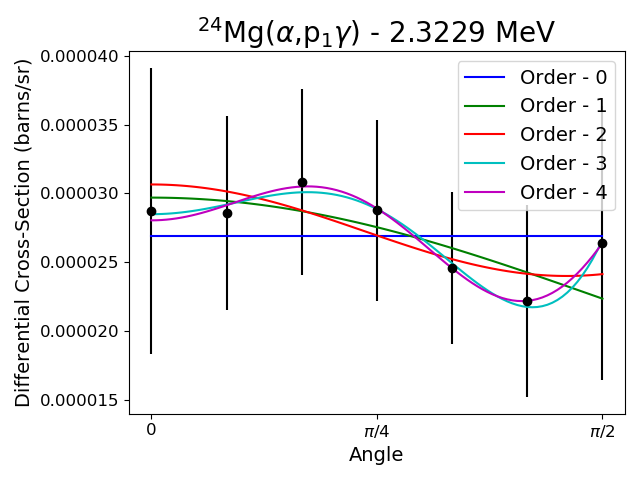 ²⁴Mg(α,p₁γ) - 2.3229 MeV
Differential Cross-Section (barns/sr)
0.000040
0.000035
0.000030
0.000025
0.000020
0.000015
Order - 0
Order - 1
Order - 2
Order - 3
Order - 4
0 π/4 π/2
Angle